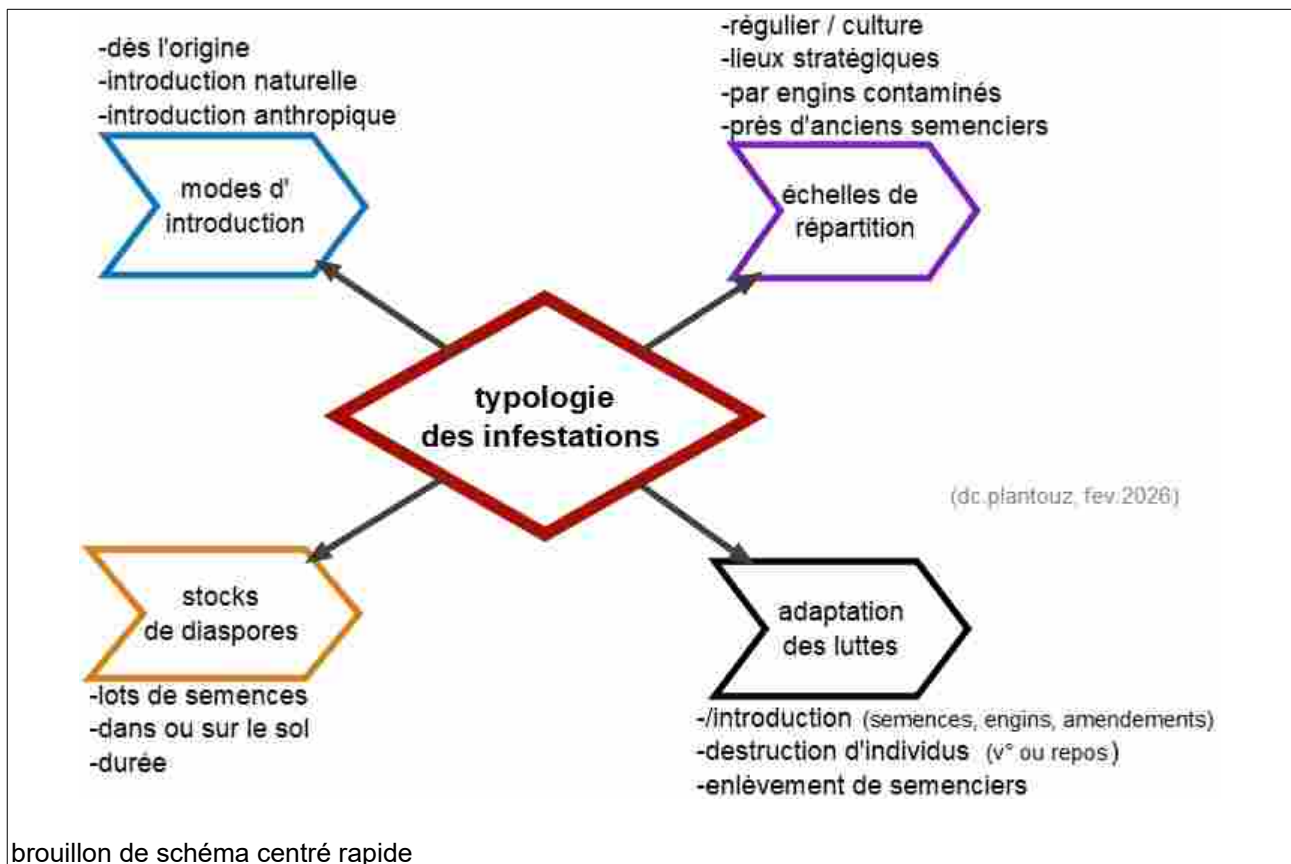 -dès l'origine
-introduction naturelle
-introduction anthropique
modes d'
introduction
-régulier / culture
-lieux stratégiques
-par engins contaminés
-près d'anciens semenciers
échelles de
répartition
typologie
des infestations
(dc.plantouz, fev.2026)
stocks
de diaspores
-lots de semences
-dans ou sur le sol
-durée
adaptation
des luttes
-/introduction (semences, engins, amendements)
-destruction d'individus (v° ou repos)
-enlèvement de semenciers
brouillon de schéma centré rapide